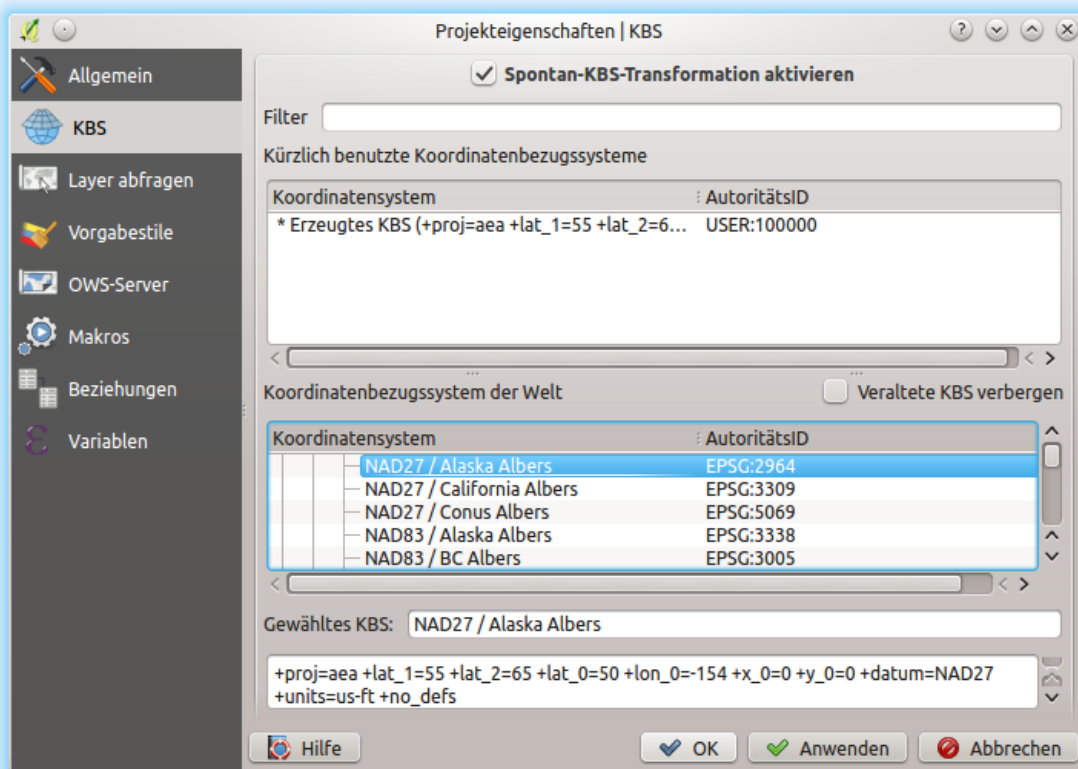 Projekteigenschaften | KBS
Allgemein
KBS
Layer abfragen
Vorgabestile
OWS-Server
Makros
Beziehungen
Variablen
Spontan-KBS-Transformation aktivieren
Filter
Kürzlich benutzte Koordinatenbezugssysteme
Koordinatensystem AutoritätsID
* Erzeugtes KBS (+proj=aea +lat_1=55 +lat_2=6... USER:100000
Koordinatenbezugssystem der Welt Veraltete KBS verbergen
Koordinatensystem AutoritätsID
NAD27 / Alaska Albers EPSG:2964
NAD27 / California Albers EPSG:3309
NAD27 / Conus Albers EPSG:5069
NAD83 / Alaska Albers EPSG:3338
NAD83 / BC Albers EPSG:3005
Gewähltes KBS: NAD27 / Alaska Albers
+proj=aea +lat_1=55 +lat_2=65 +lat_0=50 +lon_0=-154 +x_0=0 +y_0=0 +datum=NAD27
+units=us-ft +no_defs
Hilfe OK Anwenden Abbrechen